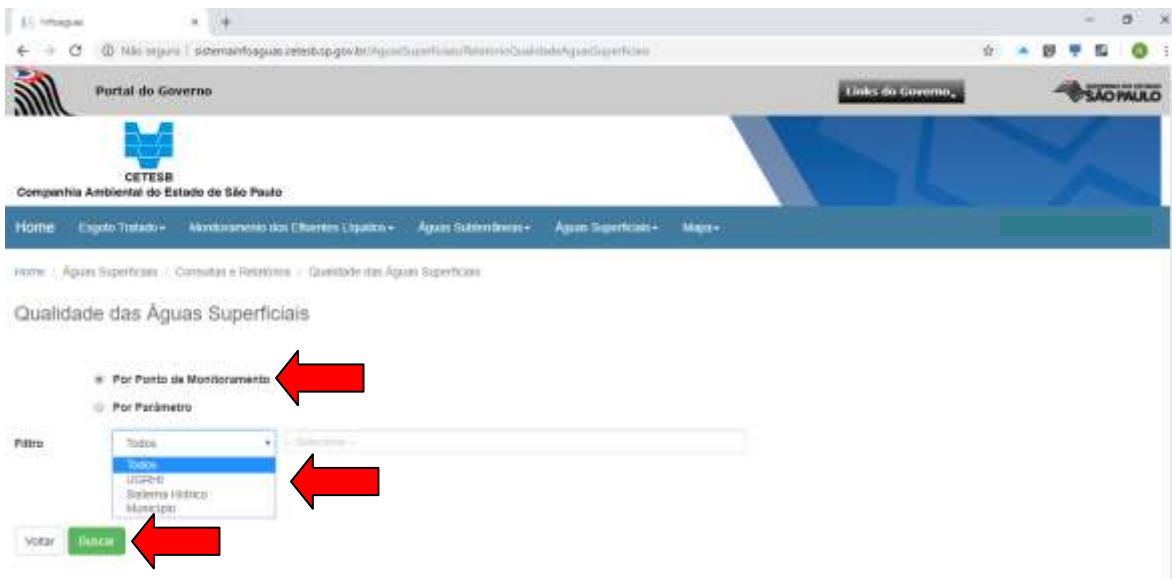 Infoaguas
Não seguro | sistemainfoaguas.cetesb.sp.gov.br/AguasSuperficiais/RelatorioQualidadeAguasSuperficiais
Portal do Governo
Links do Governo
SÃO PAULO
CETESB
Companhia Ambiental do Estado de São Paulo
Home Esgoto Tratado Monitoramento dos Efluentes Líquidos Águas Subterrâneas Águas Superficiais Mapa
Home / Águas Superficiais / Consultas e Relatórios / Qualidade das Águas Superficiais
Qualidade das Águas Superficiais
Por Ponto de Monitoramento
Por Parâmetro
Filtro Todos
Todos
UGRHI
Sistema Hídrico
Município
Voltar Buscar